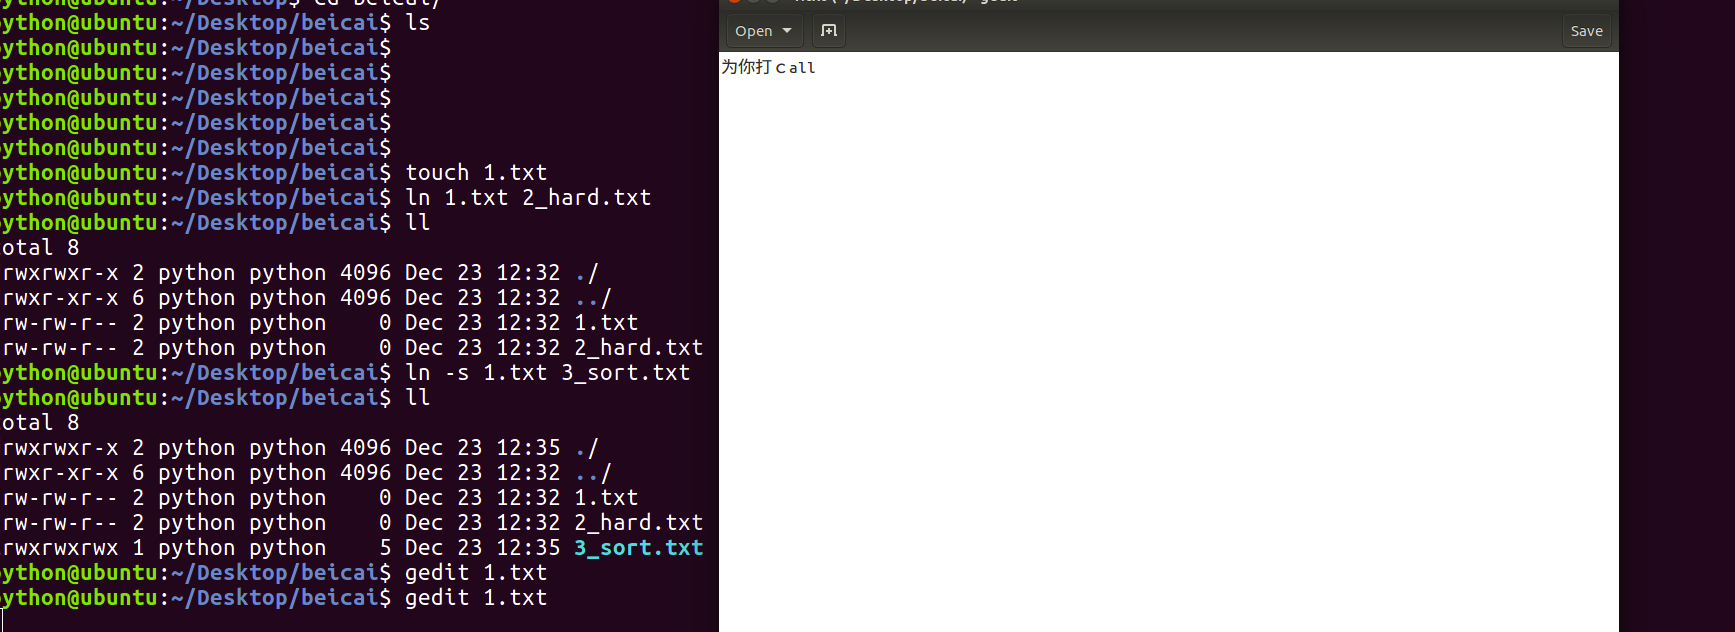 ython@ubuntu:~/Desktop/beicai$ ls
ython@ubuntu:~/Desktop/beicai$
ython@ubuntu:~/Desktop/beicai$
ython@ubuntu:~/Desktop/beicai$
ython@ubuntu:~/Desktop/beicai$
ython@ubuntu:~/Desktop/beicai$
ython@ubuntu:~/Desktop/beicai$ touch 1.txt
ython@ubuntu:~/Desktop/beicai$ ln 1.txt 2_hard.txt
ython@ubuntu:~/Desktop/beicai$ ll
otal 8
rwxrwxr-x 2 python python 4096 Dec 23 12:32 ./
rwxr-xr-x 6 python python 4096 Dec 23 12:32 ../
rw-rw-r-- 2 python python    0 Dec 23 12:32 1.txt
rw-rw-r-- 2 python python    0 Dec 23 12:32 2_hard.txt
ython@ubuntu:~/Desktop/beicai$ ln -s 1.txt 3_sort.txt
ython@ubuntu:~/Desktop/beicai$ ll
otal 8
rwxrwxr-x 2 python python 4096 Dec 23 12:35 ./
rwxr-xr-x 6 python python 4096 Dec 23 12:32 ../
rw-rw-r-- 2 python python    0 Dec 23 12:32 1.txt
rw-rw-r-- 2 python python    0 Dec 23 12:32 2_hard.txt
rwxrwxrwx 1 python python    5 Dec 23 12:35 3_sort.txt
ython@ubuntu:~/Desktop/beicai$ gedit 1.txt
ython@ubuntu:~/Desktop/beicai$ gedit 1.txt
Open
Save
为你打ｃall